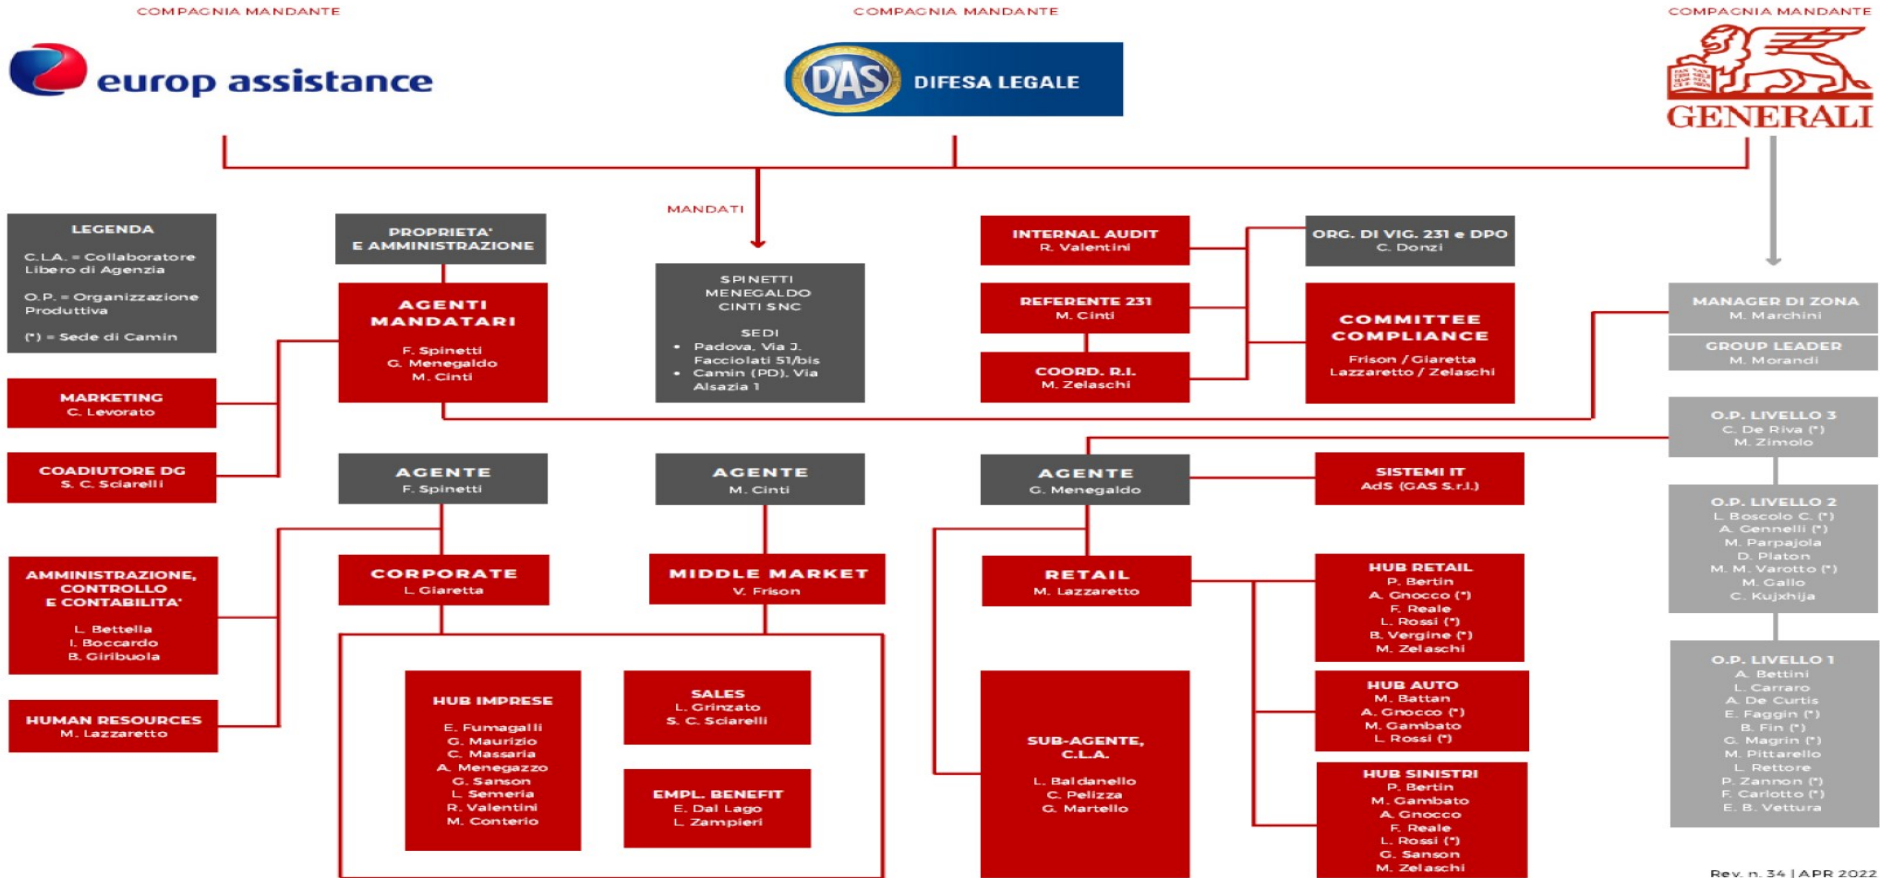 COMPAGNIA MANDANTE
europ assistance
COMPAGNIA MANDANTE
DAS DIFESA LEGALE
COMPAGNIA MANDANTE
GENERALI
MANDATI
LEGENDA
C.L.A. = Collaboratore
Libero di Agenzia
O.P. = Organizzazione
Produttiva
(*) = Sede di Camin
MARKETING
C. Levorato
COADIUTORE DG
S. C. Sciarelli
PROPRIETA'
E AMMINISTRAZIONE
AGENTI
MANDATARI
F. Spinetti
G. Menegaldo
M. Cinti
SPINETTI
MENEGALDO
CINTI SNC
SEDI
• Padova, Via J.
Facciolati 51/bis
• Camin (PD), Via
Alsazia 1
INTERNAL AUDIT
R. Valentini
REFERENTE 231
M. Cinti
COORD. R.I.
M. Zelaschi
ORG. DI VIG. 231 e DPO
C. Donzi
COMMITTEE
COMPLIANCE
Frison / Giaretta
Lazzaretto / Zelaschi
MANAGER DI ZONA
M. Marchini
GROUP LEADER
M. Morandi
O.P. LIVELLO 3
C. De Riva (*)
M. Zimolo
O.P. LIVELLO 2
L. Boscolo C. (*)
A. Gennelli (*)
M. Parpajola
D. Platon
M. M. Varotto (*)
M. Gallo
C. Kujxhija
O.P. LIVELLO 1
A. Bettini
L. Carraro
A. De Curtis
E. Faggin (*)
B. Fin (*)
G. Magrin (*)
M. Pittarello
L. Rettore
P. Zannon (*)
F. Carlotto (*)
E. B. Vettura
AGENTE
F. Spinetti
AGENTE
M. Cinti
AGENTE
G. Menegaldo
SISTEMI IT
AdS (GAS S.r.l.)
AMMINISTRAZIONE,
CONTROLLO
E CONTABILITA'
L. Bettella
I. Boccardo
B. Giribuola
HUMAN RESOURCES
M. Lazzaretto
CORPORATE
L. Giaretta
MIDDLE MARKET
V. Frison
RETAIL
M. Lazzaretto
HUB IMPRESE
E. Fumagalli
G. Maurizio
C. Massaria
A. Menegazzo
G. Sanson
L. Semeria
R. Valentini
M. Conterio
SALES
L. Grinzato
S. C. Sciarelli
EMPL. BENEFIT
E. Dal Lago
L. Zampieri
SUB-AGENTE,
C.L.A.
L. Baldanello
C. Pelizza
G. Martello
HUB RETAIL
P. Bertin
A. Gnocco (*)
F. Reale
L. Rossi (*)
B. Vergine (*)
M. Zelaschi
HUB AUTO
M. Battan
A. Gnocco (*)
M. Gambato
L. Rossi (*)
HUB SINISTRI
P. Bertin
M. Gambato
A. Gnocco
F. Reale
L. Rossi (*)
G. Sanson
M. Zelaschi
Rev. n. 34 | APR 2022